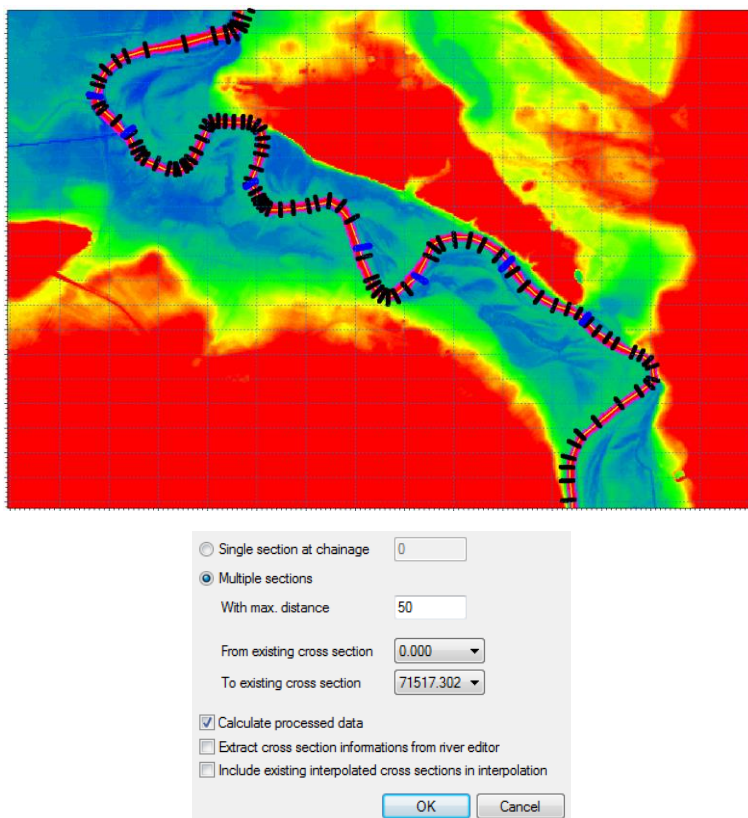 Single section at chainage 0
Multiple sections
With max. distance 50
From existing cross section 0.000
To existing cross section 71517.302
Calculate processed data
Extract cross section informations from river editor
Include existing interpolated cross sections in interpolation
OK Cancel